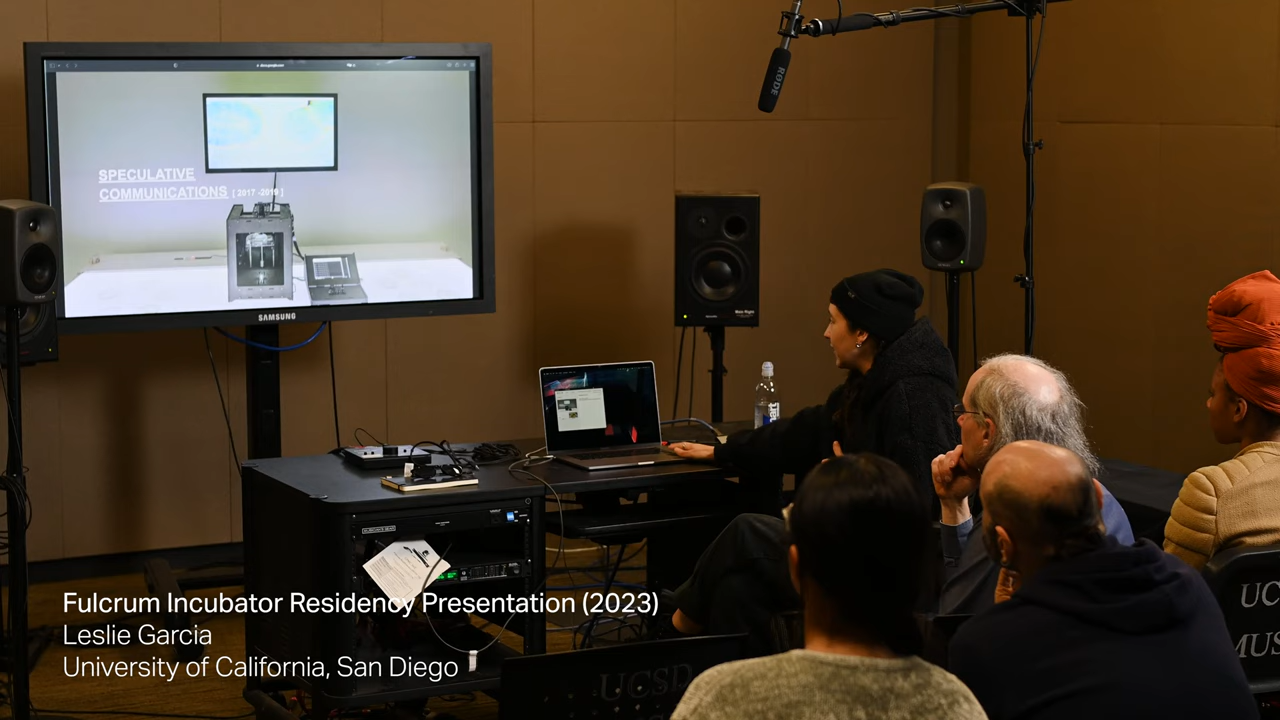 RØDE
SPECULATIVE
COMMUNICATIONS [ 2017 -2019 ]
SAMSUNG
Fulcrum Incubator Residency Presentation (2023)
Leslie Garcia
University of California, San Diego
UCSD
UC
MUS